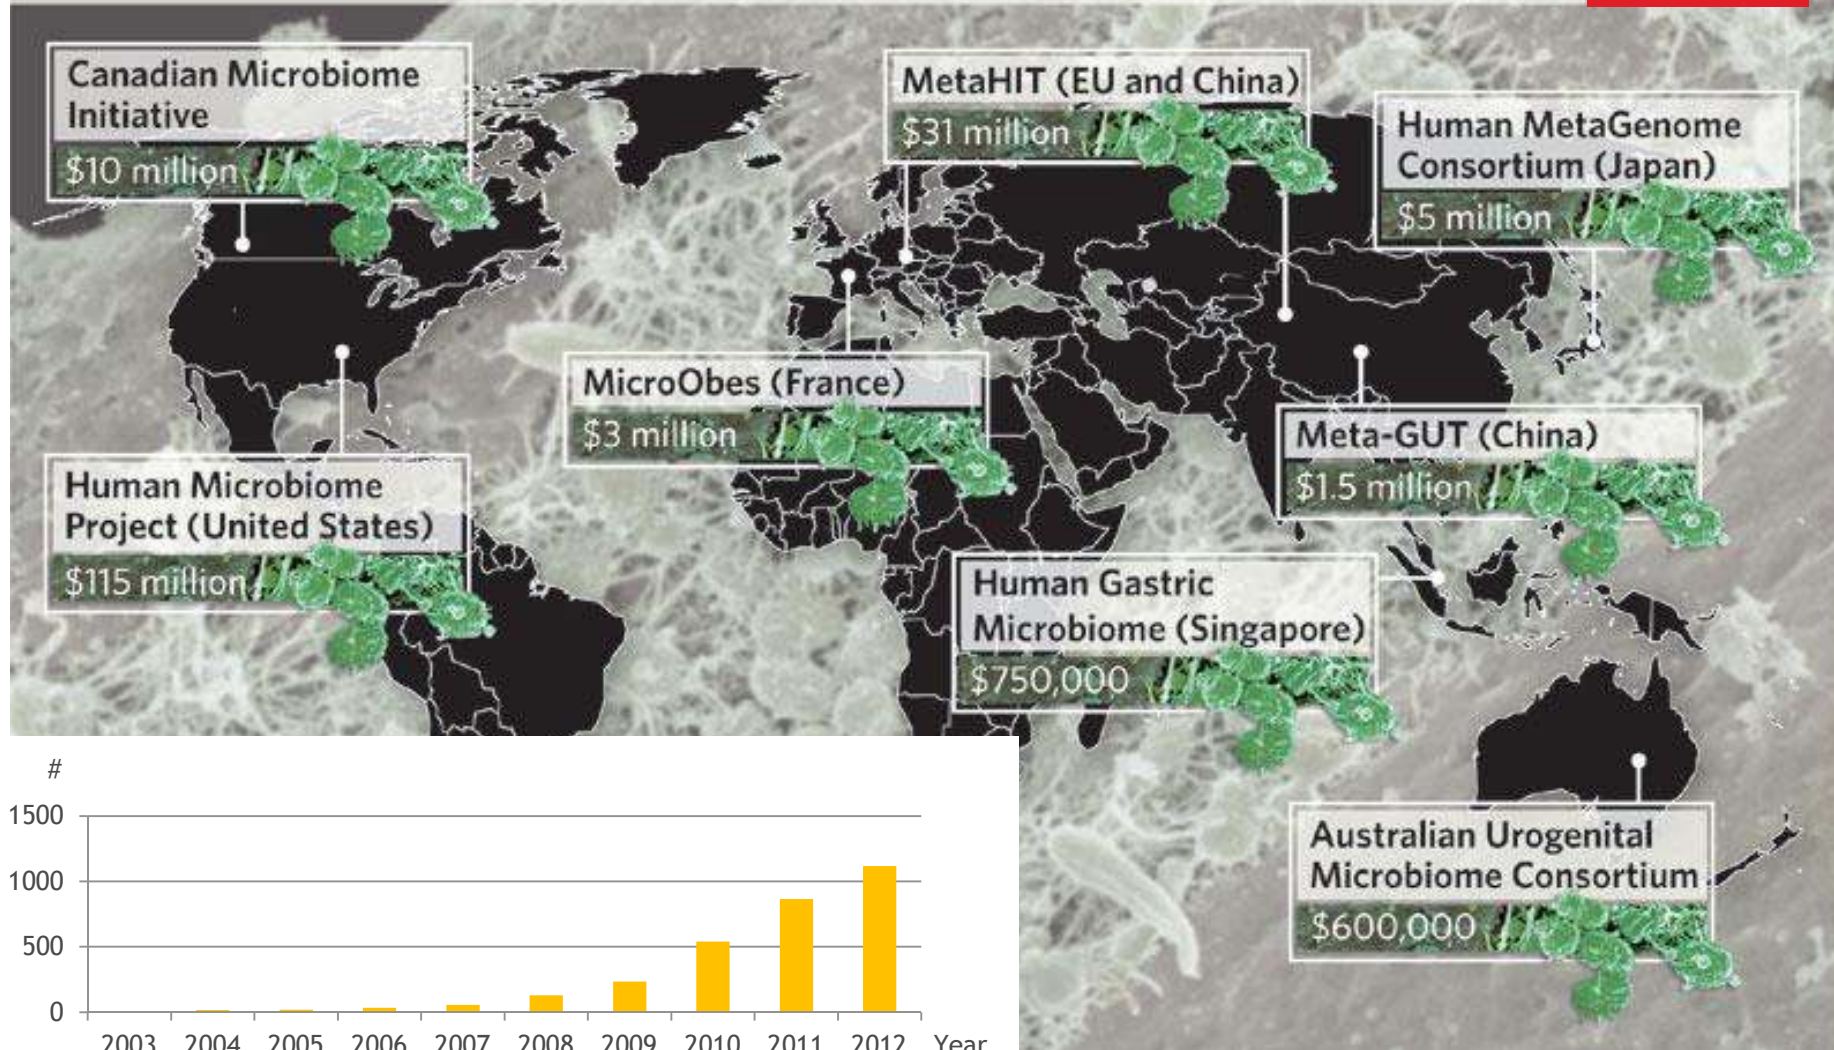 Canadian Microbiome
Initiative
$10 million
MetaHIT (EU and China)
$31 million
Human MetaGenome
Consortium (Japan)
$5 million
MicroObes (France)
$3 million
Meta-GUT (China)
$1.5 million
Human Microbiome
Project (United States)
$115 million
Human Gastric
Microbiome (Singapore)
$750,000
Australian Urogenital
Microbiome Consortium
$600,000
#
1500
1000
500
0
2003 2004 2005 2006 2007 2008 2009 2010 2011 2012 Year